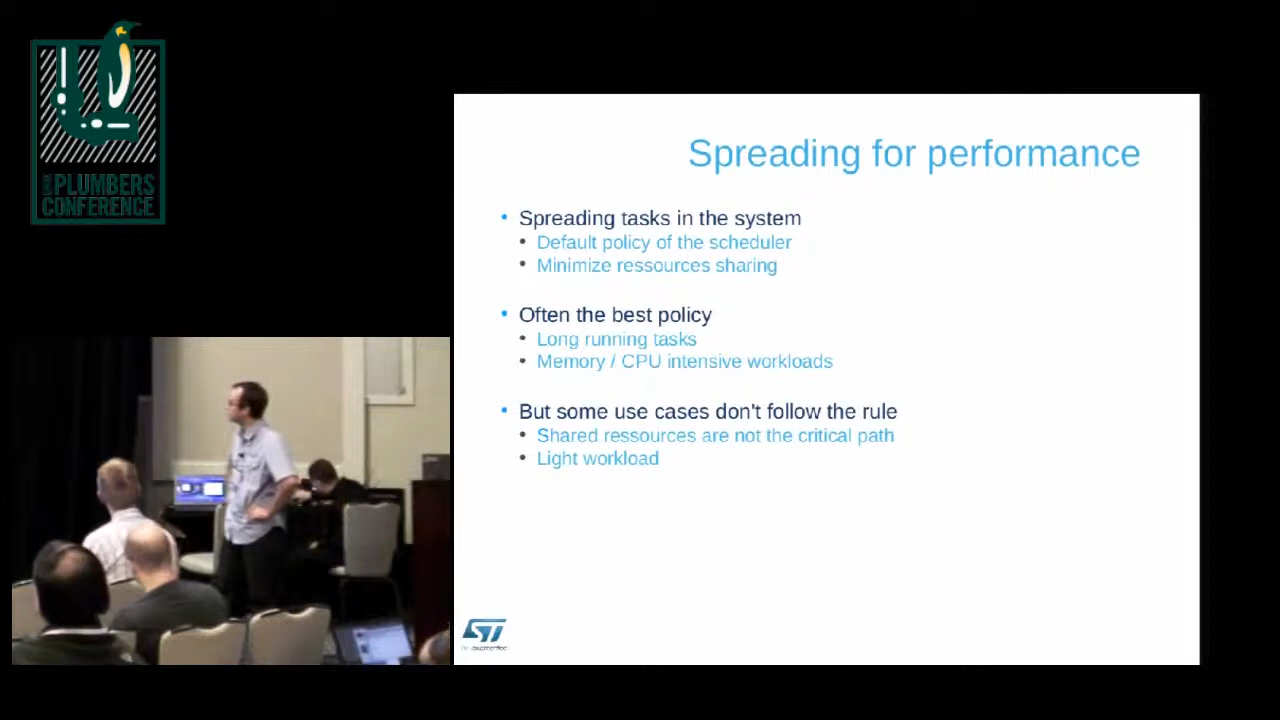 LINUX
PLUMBERS
CONFERENCE
Spreading for performance
• Spreading tasks in the system
• Default policy of the scheduler
• Minimize ressources sharing
• Often the best policy
• Long running tasks
• Memory / CPU intensive workloads
• But some use cases don't follow the rule
• Shared ressources are not the critical path
• Light workload
ST